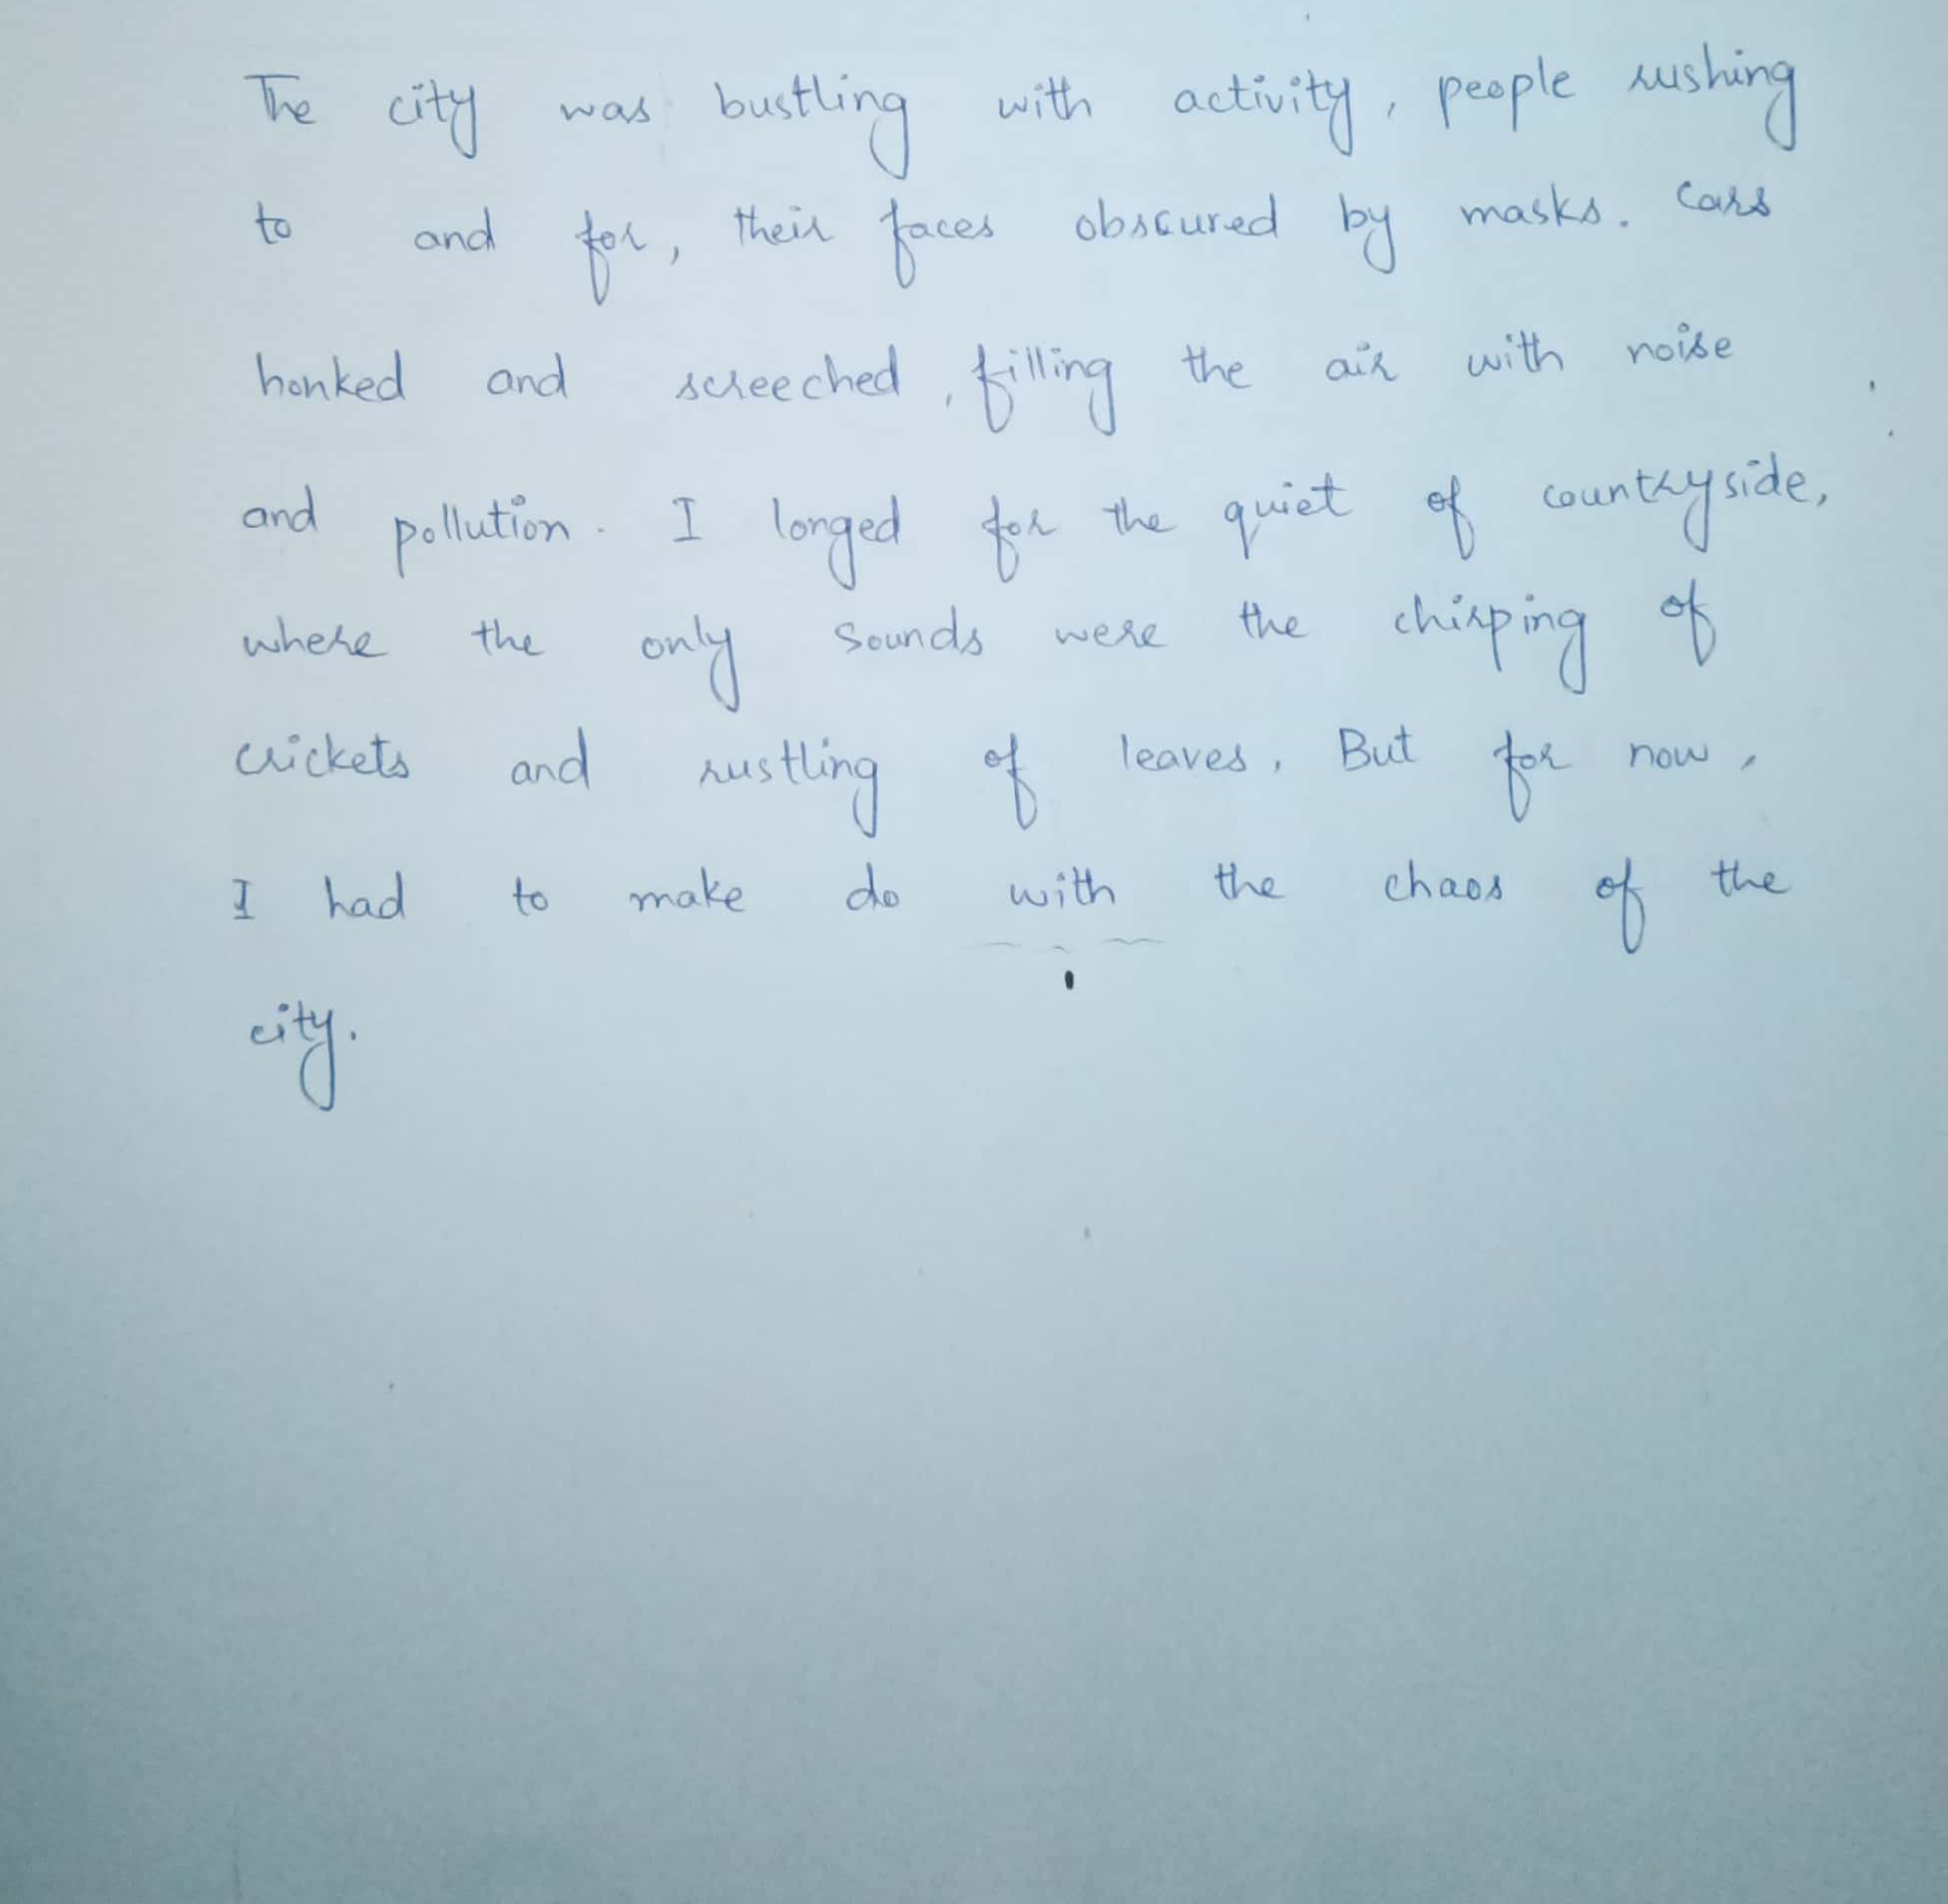 The city was bustling with activity, people rushing
to and for, their faces obscured by masks. Cars
honked and screeched, filling the air with noise
and pollution. I longed for the quiet of countryside,
where the only sounds were the chirping of
crickets and rustling of leaves. But for now,
I had to make do with the chaos of the
city.